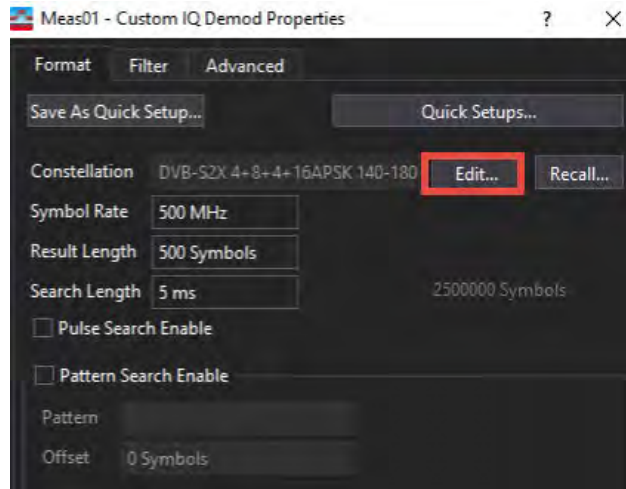 Meas01 - Custom IQ Demod Properties ? X
Format Filter Advanced
Save As Quick Setup... Quick Setups...
Constellation DVB-S2X 4+8+4+16APSK 140-180 Edit... Recall...
Symbol Rate 500 MHz
Result Length 500 Symbols
Search Length 5 ms 2500000 Symbols
Pulse Search Enable
Pattern Search Enable
Pattern
Offset 0 Symbols